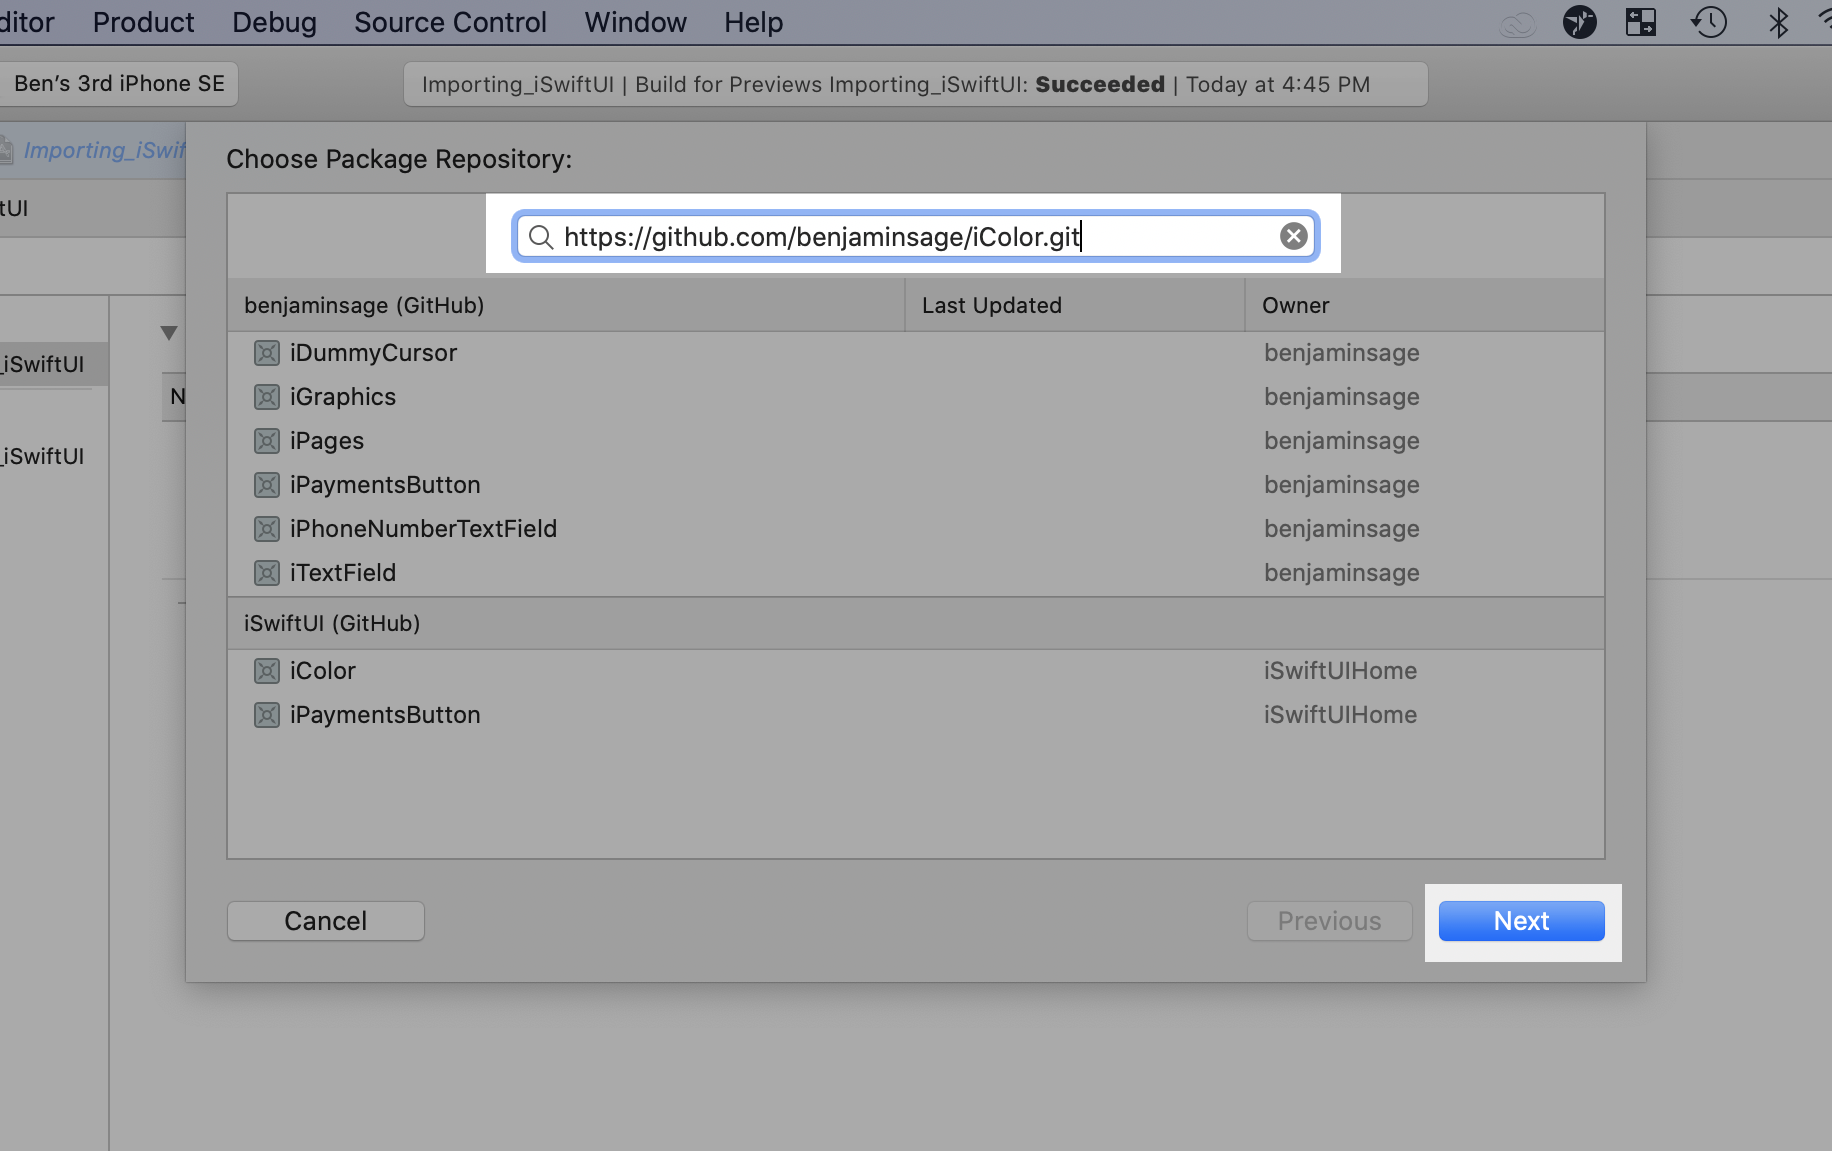 ditor Product Debug Source Control Window Help
Ben’s 3rd iPhone SE
Importing_iSwiftUI | Build for Previews Importing_iSwiftUI: Succeeded | Today at 4:45 PM
Importing_iSwif
Choose Package Repository:
tUI
https://github.com/benjaminsage/iColor.git
benjaminsage (GitHub) Last Updated Owner
iDummyCursor benjaminsage
_iSwiftUI
iGraphics benjaminsage
N
iPages benjaminsage
_iSwiftUI
iPaymentsButton benjaminsage
iPhoneNumberTextField benjaminsage
iTextField benjaminsage
iSwiftUI (GitHub)
iColor iSwiftUIHome
iPaymentsButton iSwiftUIHome
Cancel Previous Next